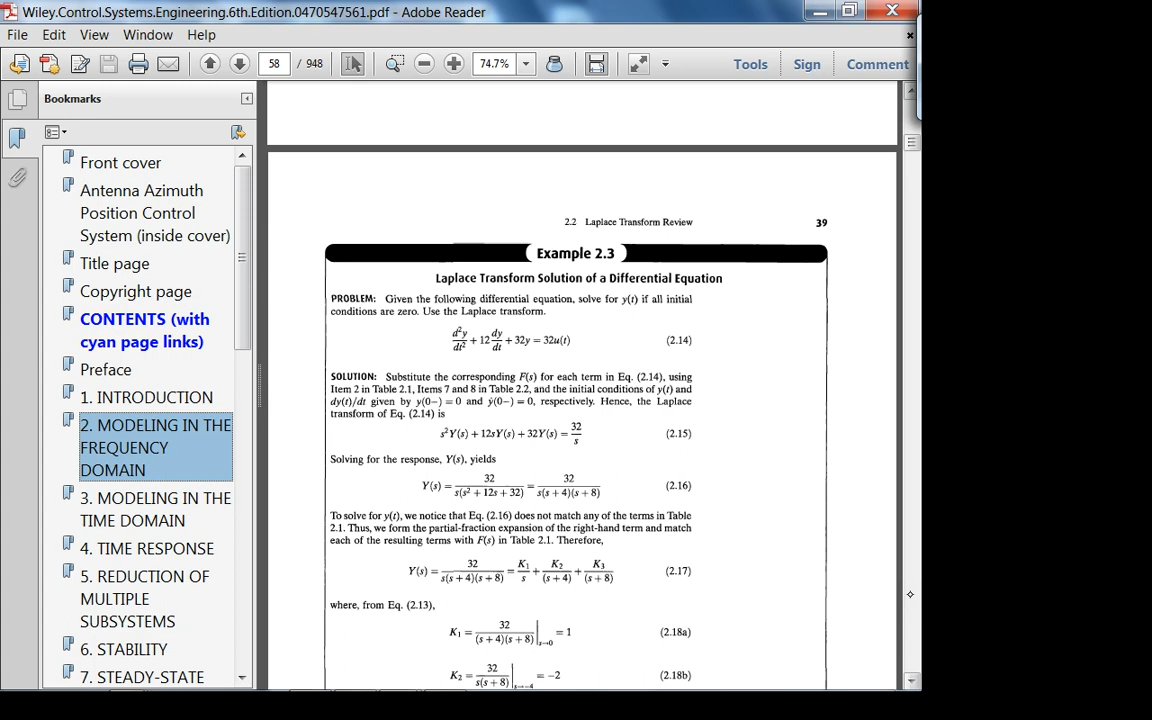 Wiley.Control.Systems.Engineering.6th.Edition.0470547561.pdf - Adobe Reader
File Edit View Window Help
58 / 948 74.7% Tools Sign Comment
Bookmarks
Front cover
Antenna Azimuth
Position Control
System (inside cover)
Title page
Copyright page
CONTENTS (with
cyan page links)
Preface
1. INTRODUCTION
2. MODELING IN THE
FREQUENCY
DOMAIN
3. MODELING IN THE
TIME DOMAIN
4. TIME RESPONSE
5. REDUCTION OF
MULTIPLE
SUBSYSTEMS
6. STABILITY
7. STEADY-STATE
2.2 Laplace Transform Review 39
Example 2.3
Laplace Transform Solution of a Differential Equation
PROBLEM: Given the following differential equation, solve for y(t) if all initial
conditions are zero. Use the Laplace transform.
d²y/dt² + 12 dy/dt + 32y = 32u(t) (2.14)
SOLUTION: Substitute the corresponding F(s) for each term in Eq. (2.14), using
Item 2 in Table 2.1, Items 7 and 8 in Table 2.2, and the initial conditions of y(t) and
dy(t)/dt given by y(0−) = 0 and ẏ(0−) = 0, respectively. Hence, the Laplace
transform of Eq. (2.14) is
s²Y(s) + 12sY(s) + 32Y(s) = 32/s (2.15)
Solving for the response, Y(s), yields
Y(s) = 32/(s(s² + 12s + 32)) = 32/(s(s + 4)(s + 8)) (2.16)
To solve for y(t), we notice that Eq. (2.16) does not match any of the terms in Table
2.1. Thus, we form the partial-fraction expansion of the right-hand term and match
each of the resulting terms with F(s) in Table 2.1. Therefore,
Y(s) = 32/(s(s + 4)(s + 8)) = K₁/s + K₂/(s + 4) + K₃/(s + 8) (2.17)
where, from Eq. (2.13),
K₁ = 32/((s + 4)(s + 8))|s→0 = 1 (2.18a)
K₂ = 32/(s(s + 8))|s→−4 = −2 (2.18b)